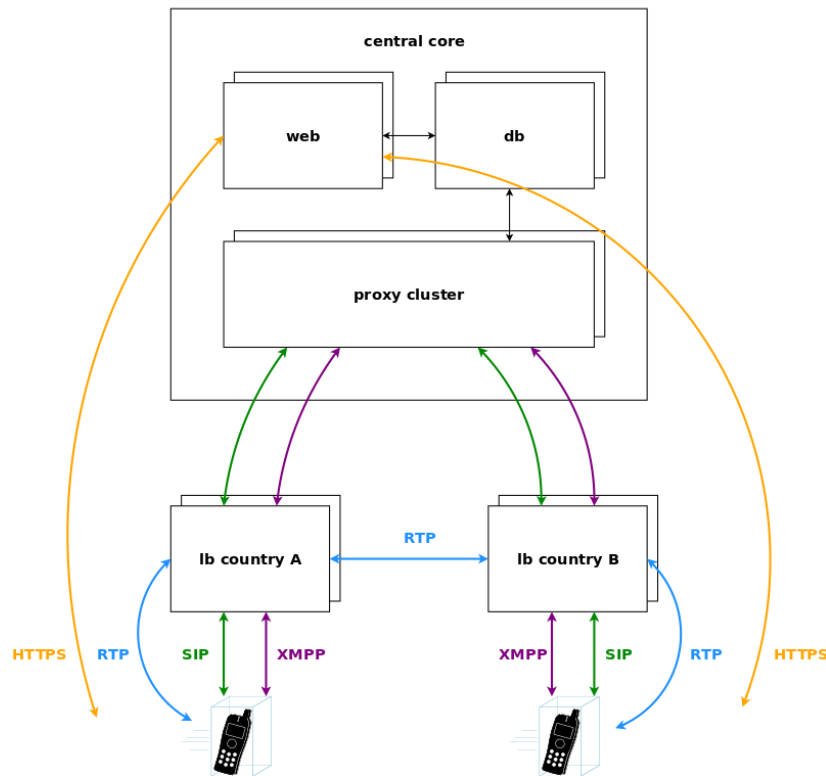 central core
web
db
proxy cluster
RTP
lb country A
lb country B
HTTPS
RTP
SIP
XMPP
XMPP
SIP
RTP
HTTPS